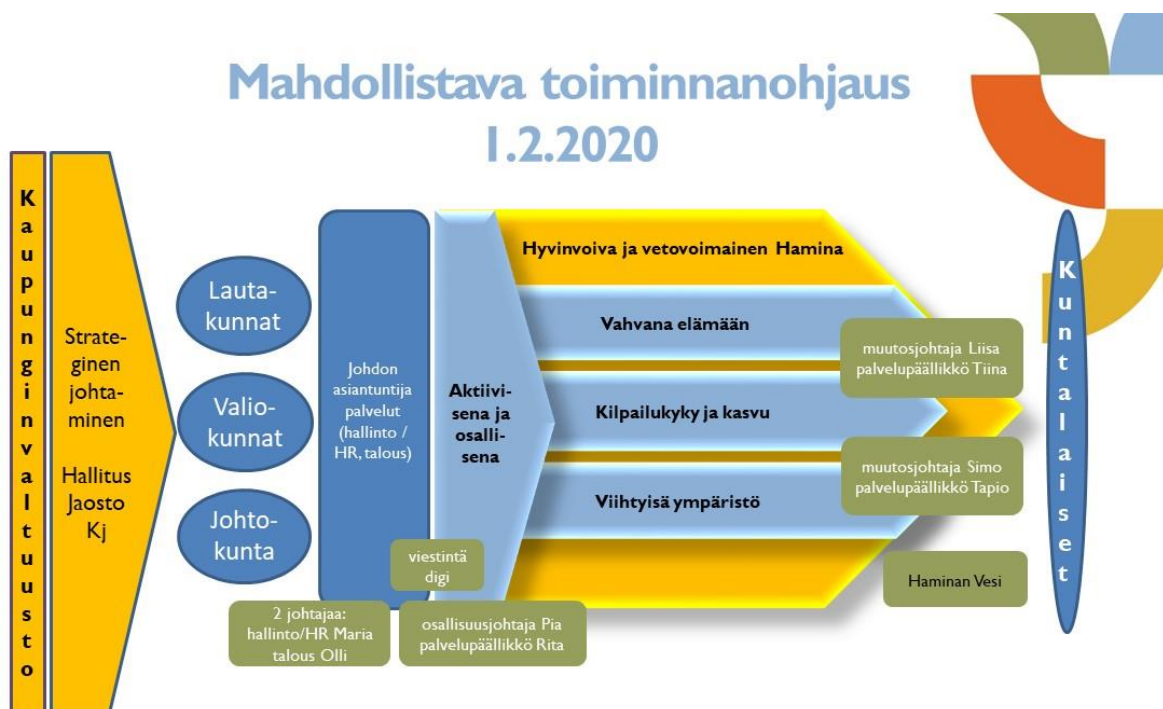 Mahdollistava toiminnanohjaus
1.2.2020
Kaupunginvaltuusto
Strate-
ginen
johta-
minen
Hallitus
Jaosto
Kj
Lauta-
kunnat
Valio-
kunnat
Johto-
kunta
Johdon
asiantuntija
palvelut
(hallinto /
HR, talous)
2 johtajaa:
hallinto/HR Maria
talous Olli
Aktiivi-
sena ja
osalli-
sena
viestintä
digi
osallisuusjohtaja Pia
palvelupäällikkö Rita
Hyvinvoiva ja vetovoimainen Hamina
Vahvana elämään
Kilpailukyky ja kasvu
Viihtyisä ympäristö
muutosjohtaja Liisa
palvelupäällikkö Tiina
muutosjohtaja Simo
palvelupäällikkö Tapio
Haminan Vesi
Kuntalaiset